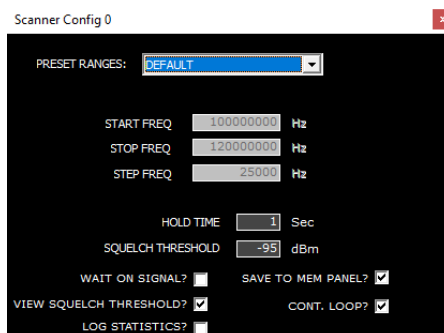 Scanner Config 0
PRESET RANGES: DEFAULT
START FREQ 100000000 Hz
STOP FREQ 120000000 Hz
STEP FREQ 25000 Hz
HOLD TIME 1 Sec
SQUELCH THRESHOLD -95 dBm
WAIT ON SIGNAL? SAVE TO MEM PANEL?
VIEW SQUELCH THRESHOLD? CONT. LOOP?
LOG STATISTICS?